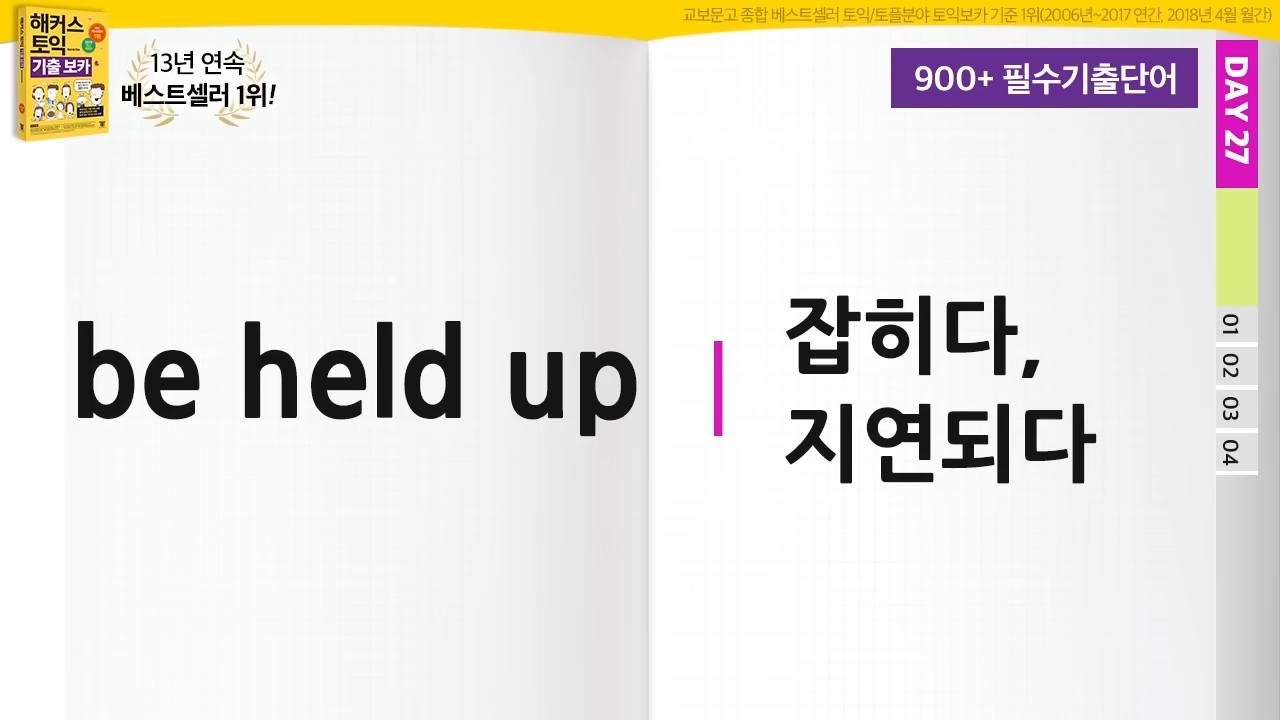 교보문고 종합 베스트셀러 토익/토플분야 토익보카 기준 1위(2006년~2017 연간, 2018년 4월 월간)
해커스
토익
기출 보카
13년 연속
베스트셀러 1위!
900+ 필수기출단어
DAY 27
be held up
잡히다,
지연되다
01
02
03
04